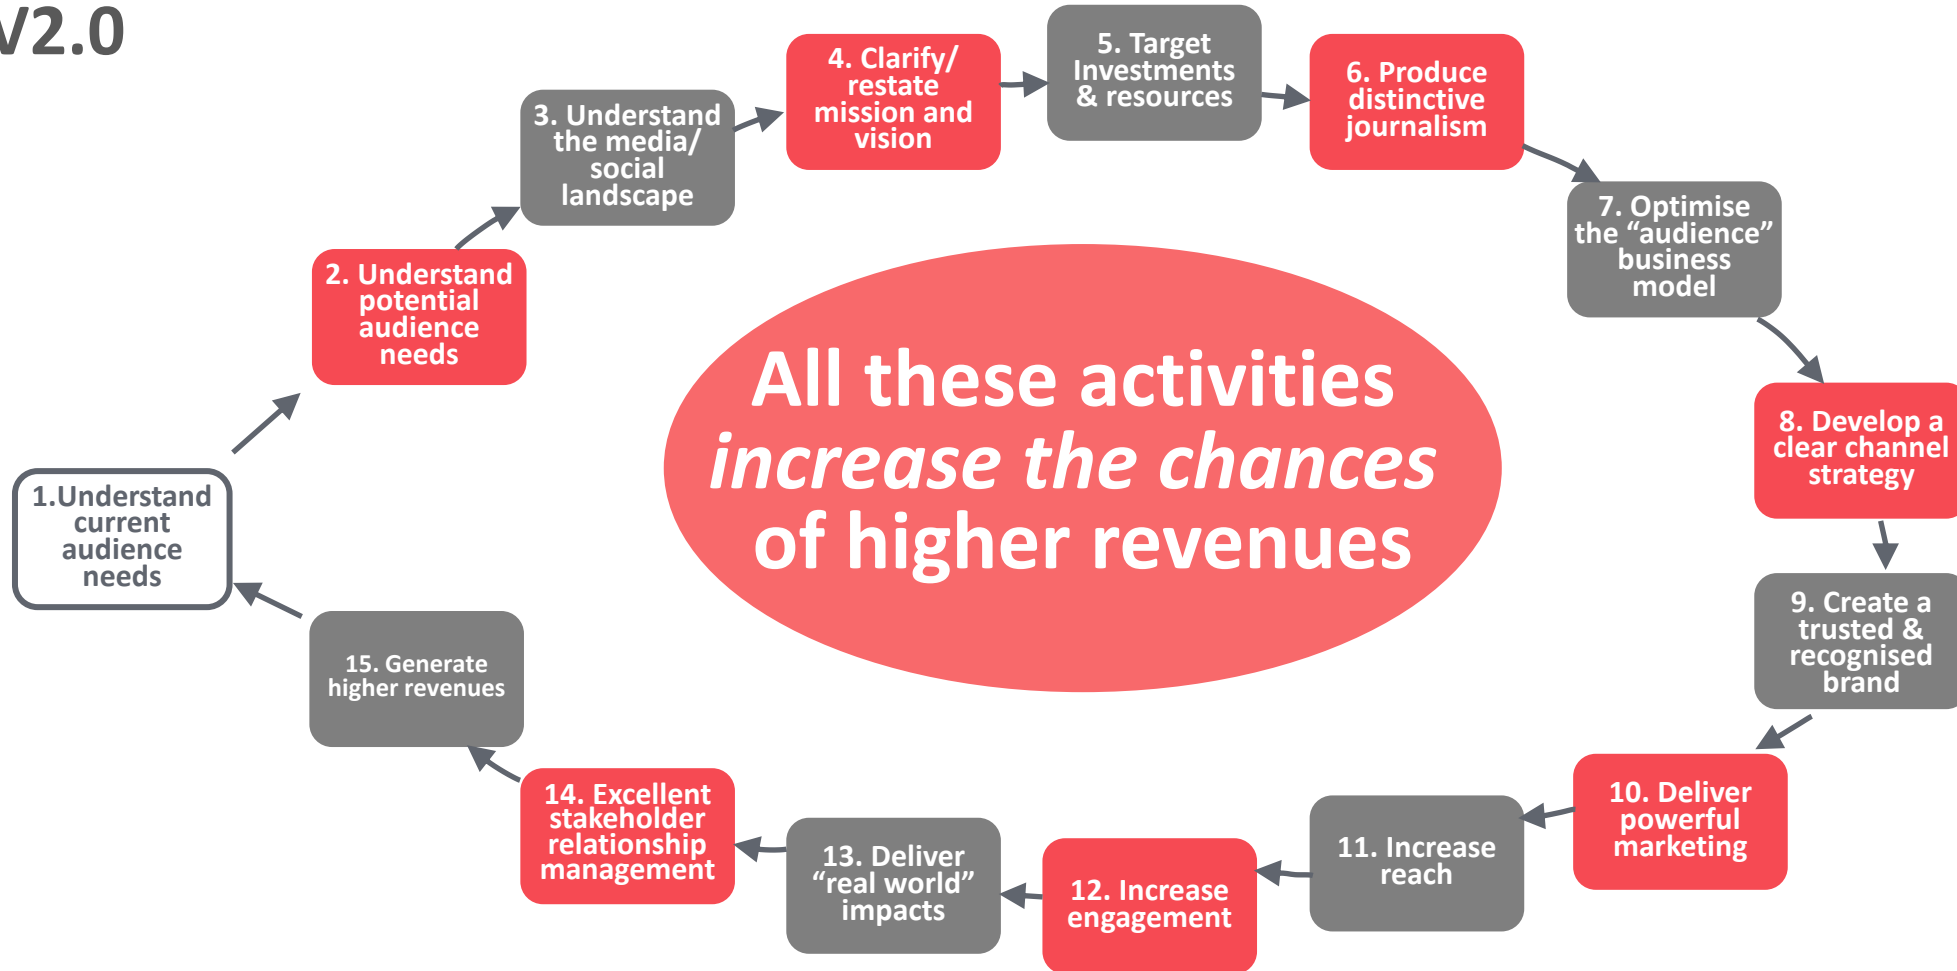 V2.0
1.Understand
current
audience
needs
2. Understand
potential
audience
needs
3. Understand
the media/
social
landscape
4. Clarify/
restate
mission and
vision
5. Target
Investments
& resources
6. Produce
distinctive
journalism
7. Optimise
the “audience”
business
model
8. Develop a
clear channel
strategy
9. Create a
trusted &
recognised
brand
10. Deliver
powerful
marketing
11. Increase
reach
12. Increase
engagement
13. Deliver
“real world”
impacts
14. Excellent
stakeholder
relationship
management
15. Generate
higher revenues
All these activities
increase the chances
of higher revenues